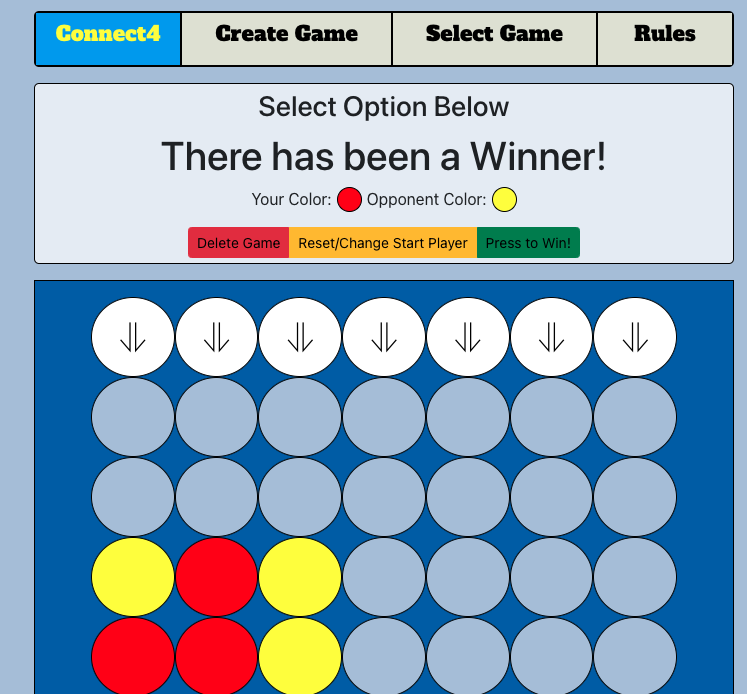 Connect4 Create Game Select Game Rules
Select Option Below
There has been a Winner!
Your Color: Opponent Color:
Delete Game Reset/Change Start Player Press to Win!